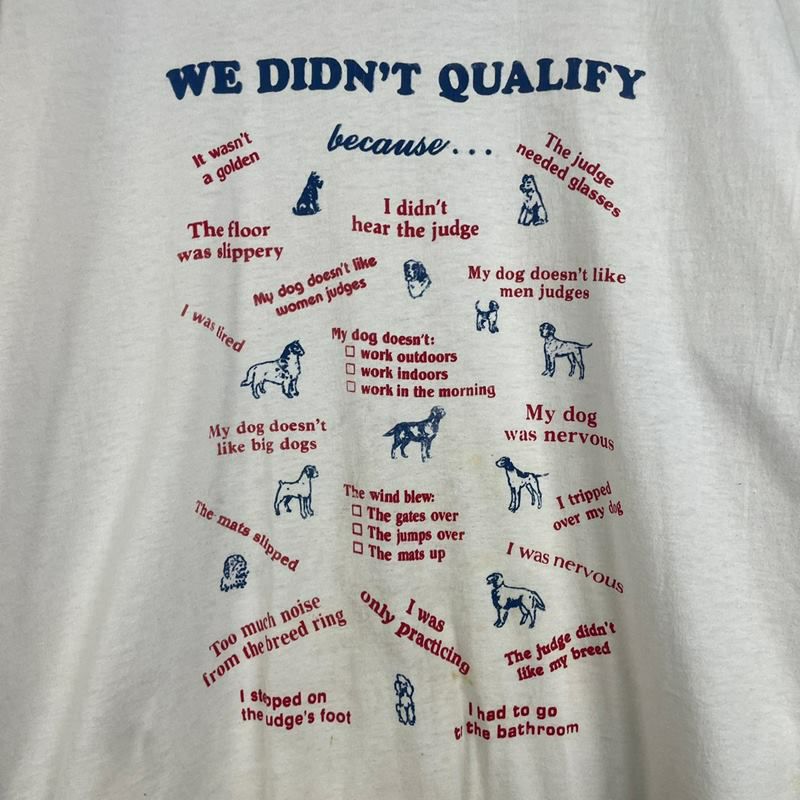 WE DIDN'T QUALIFY
because...
It wasn't
a golden
The judge
needed glasses
I didn't
hear the judge
The floor
was slippery
My dog doesn't like
women judges
My dog doesn't like
men judges
I was tired
My dog doesn't:
☐ work outdoors
☐ work indoors
☐ work in the morning
My dog doesn't
like big dogs
My dog
was nervous
The wind blew:
☐ The gates over
☐ The jumps over
☐ The mats up
I tripped
over my dog
The mats slipped
I was nervous
Too much noise
from the breed ring
I was
only practicing
The judge didn't
like my breed
I stepped on
the judge's foot
I had to go
to the bathroom